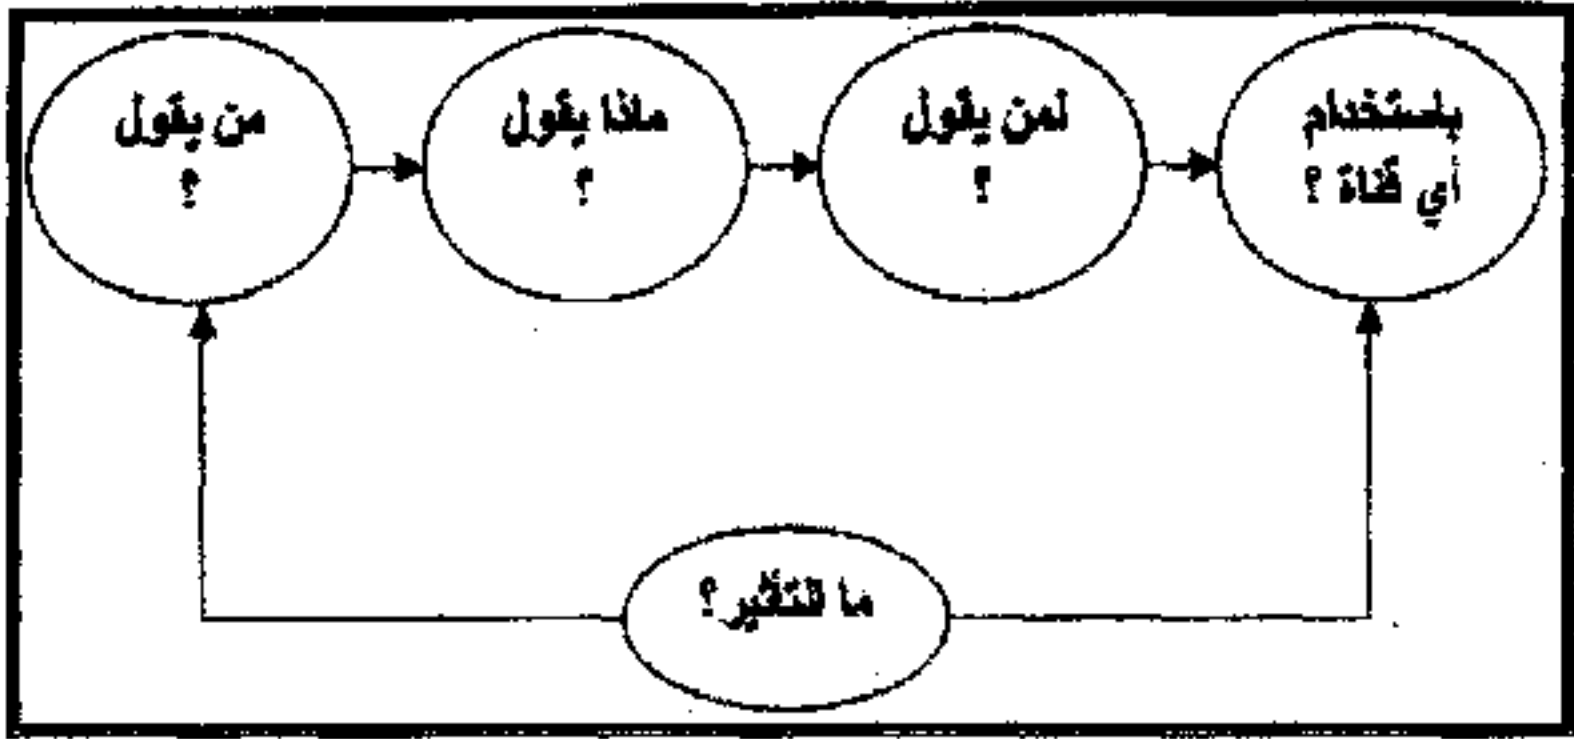 من يقول
؟
ماذا يقول
؟
لمن يقول
؟
باستخدام
أي قناة ؟
ما التأثير؟